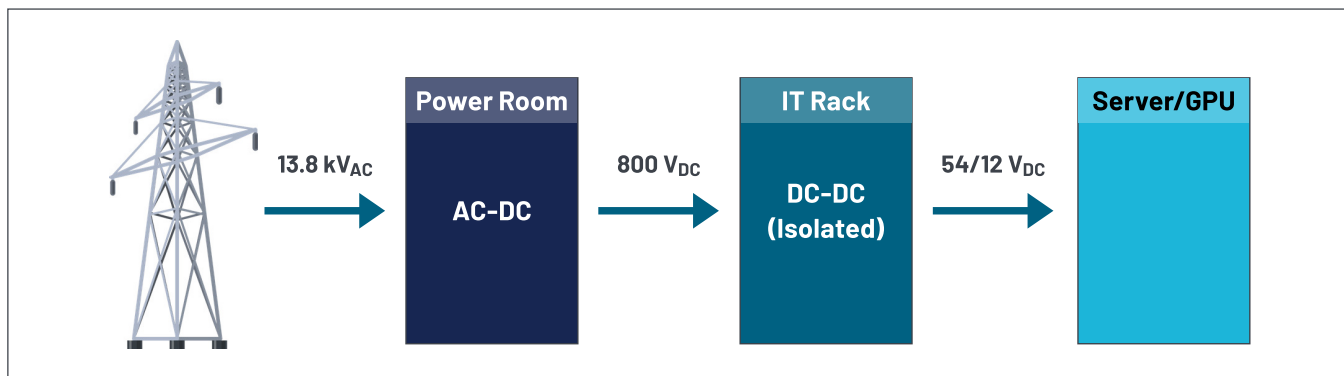 13.8 kVAC
Power Room
AC-DC
800 VDC
IT Rack
DC-DC
(Isolated)
54/12 VDC
Server/GPU